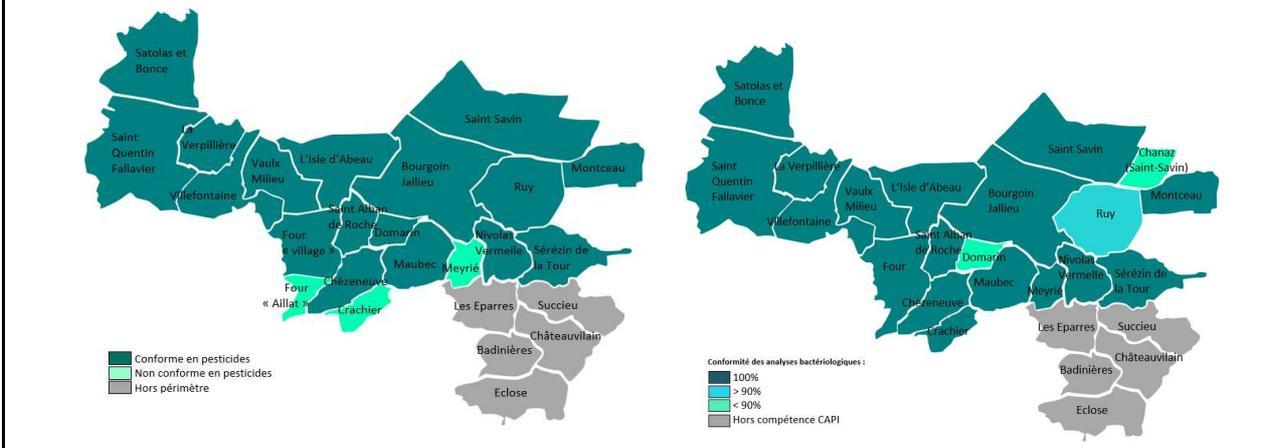 Satolas et
Bonce
Saint Savin
Saint
Quentin
Fallavier
La
Verpillière
Vaulx
Milieu
L'Isle d'Abeau
Bourgoin
Jallieu
Montceau
Ruy
Villefontaine
Saint Alban
de Roche
Domarin
Four
« village »
Nivolas
Vermelle
Sérézin de
la Tour
Maubec
Meyrié
Chèzeneuve
Four
« Aillat »
Crachier
Les Eparres
Succieu
Châteauvilain
Badinières
Eclose
Conforme en pesticides
Non conforme en pesticides
Hors périmètre
Satolas et
Bonce
Saint Savin
Chanaz
(Saint-Savin)
Saint
Quentin
Fallavier
La Verpillière
Vaulx
Milieu
L'Isle d'Abeau
Bourgoin
Jallieu
Montceau
Ruy
Villefontaine
Saint Alban
de Roche
Domarin
Four
Nivolas
Vermelle
Sérézin de
la Tour
Maubec
Meyrié
Chèzeneuve
Crachier
Les Eparres
Succieu
Châteauvilain
Badinières
Eclose
Conformité des analyses bactériologiques :
100%
> 90%
< 90%
Hors compétence CAPI